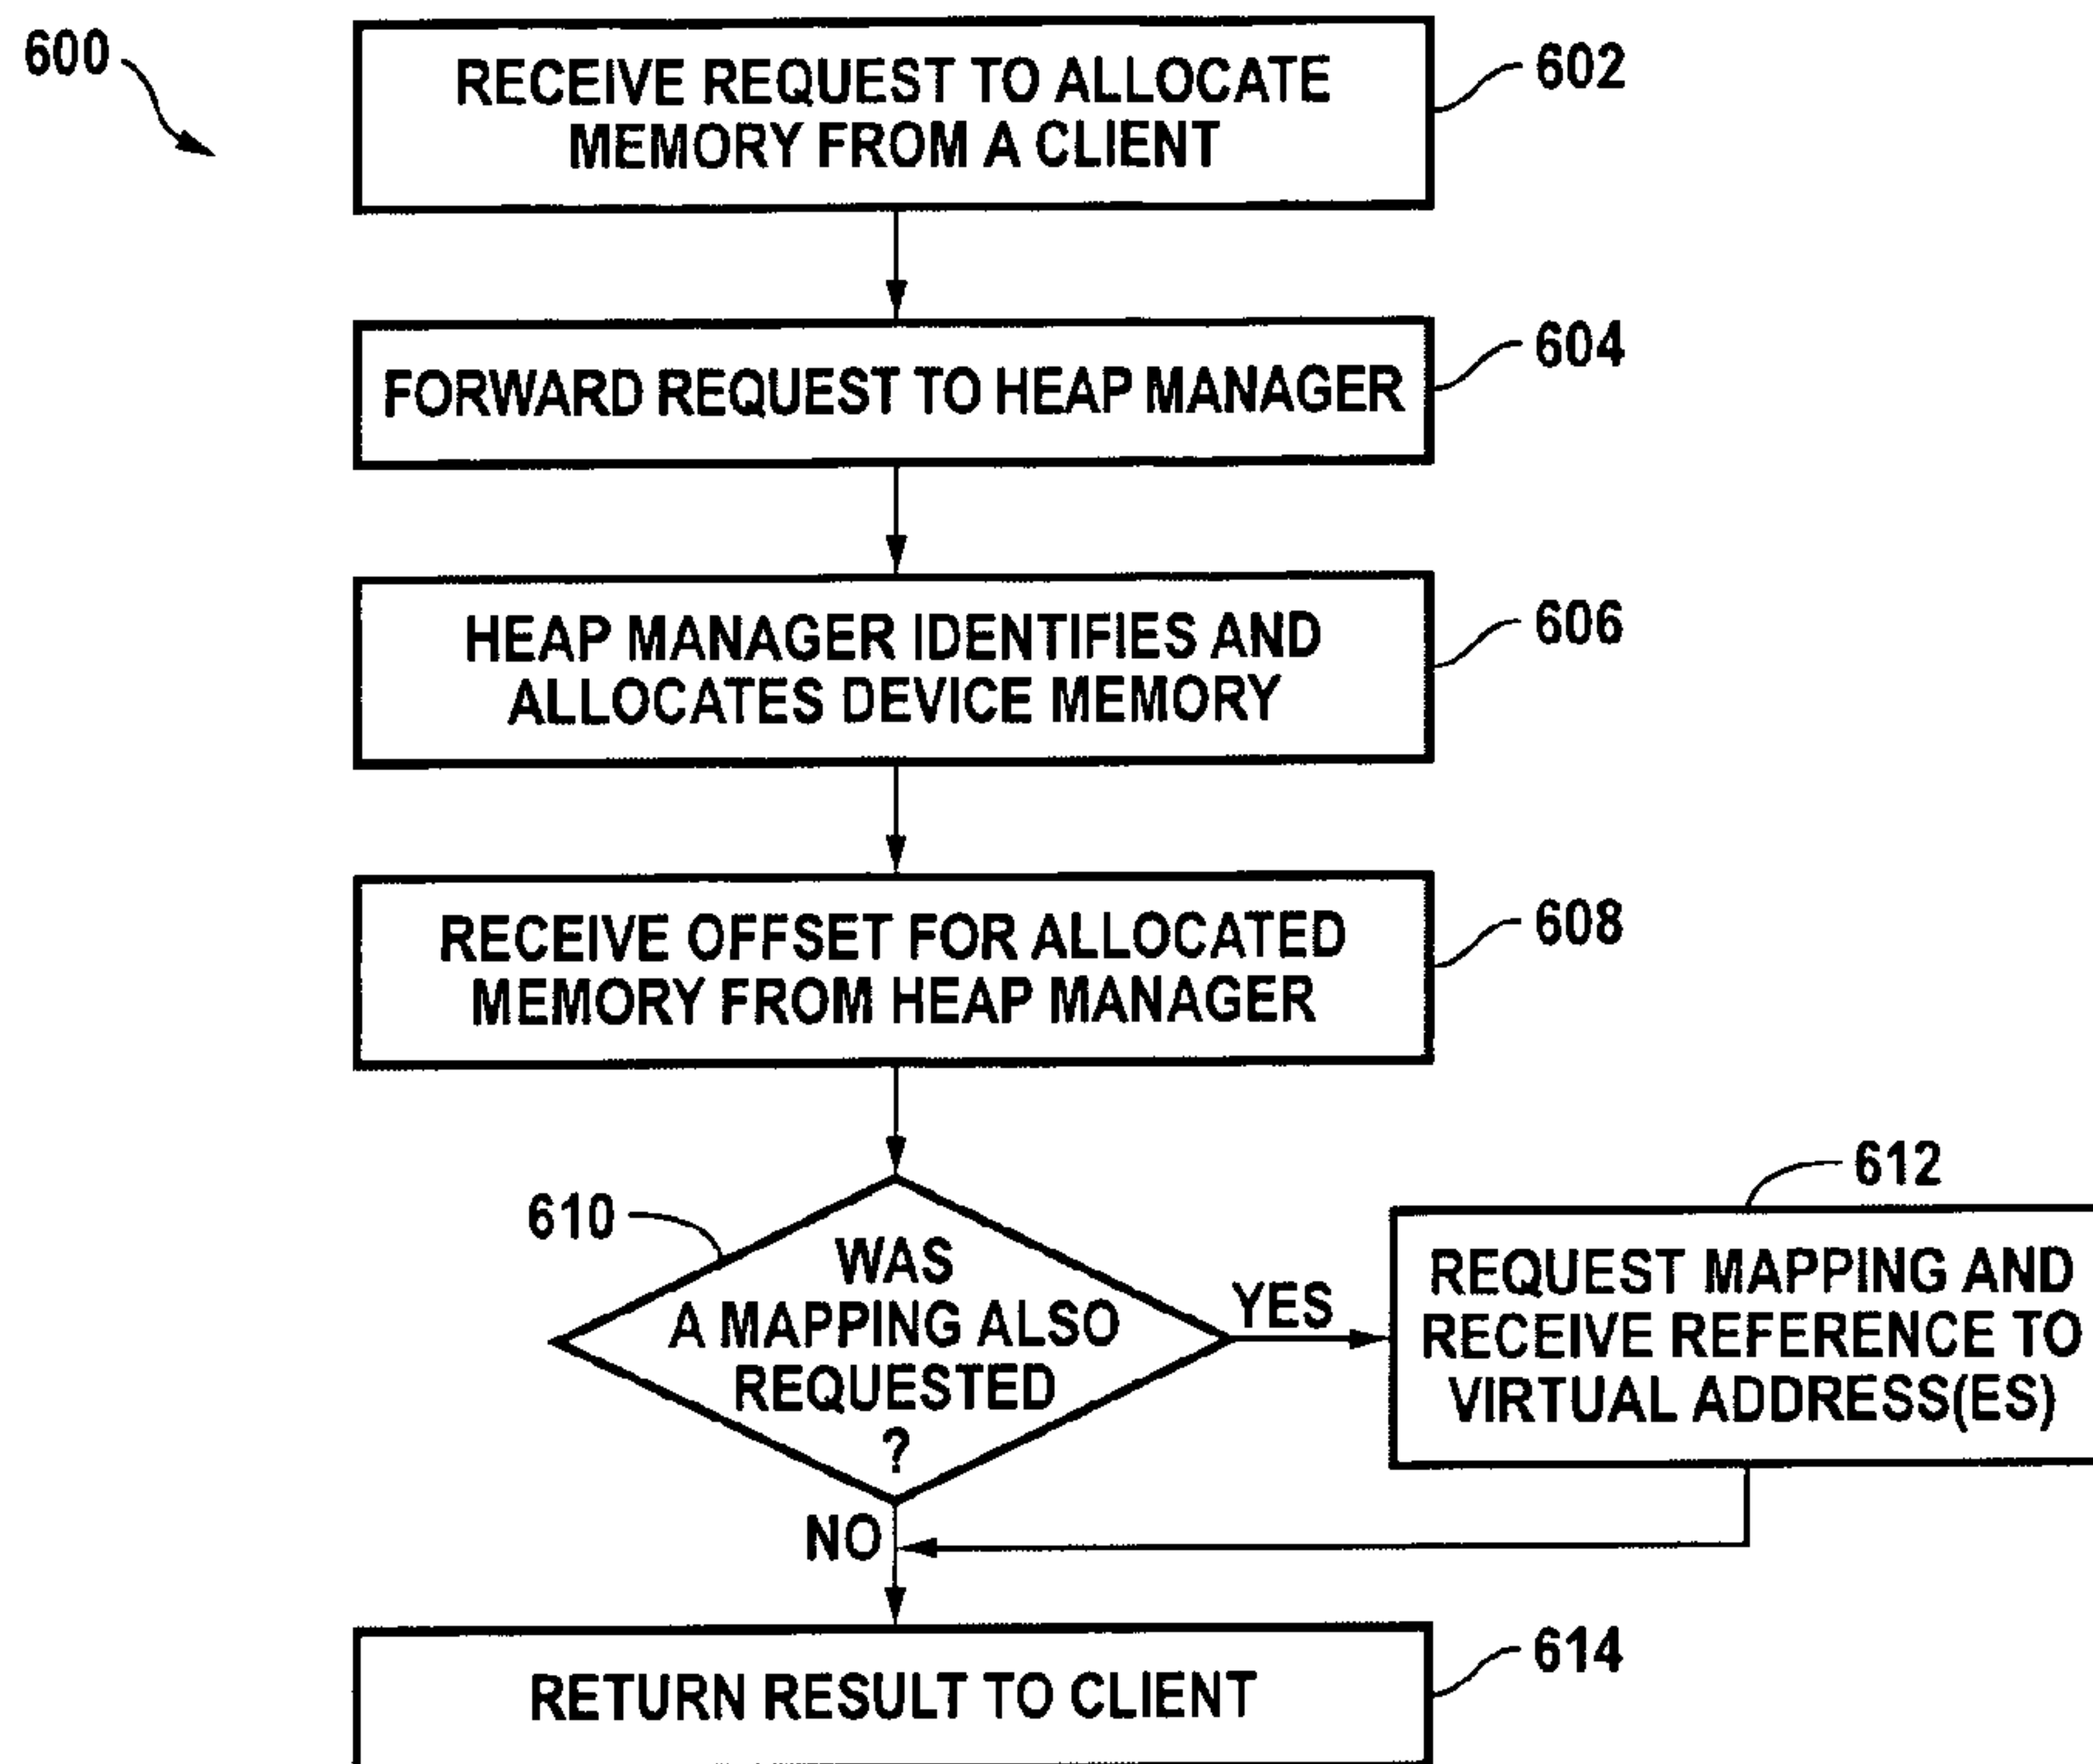 600
RECEIVE REQUEST TO ALLOCATE
MEMORY FROM A CLIENT
602
FORWARD REQUEST TO HEAP MANAGER
604
HEAP MANAGER IDENTIFIES AND
ALLOCATES DEVICE MEMORY
606
RECEIVE OFFSET FOR ALLOCATED
MEMORY FROM HEAP MANAGER
608
610
WAS
A MAPPING ALSO
REQUESTED
?
YES
612
REQUEST MAPPING AND
RECEIVE REFERENCE TO
VIRTUAL ADDRESS(ES)
NO
RETURN RESULT TO CLIENT
614